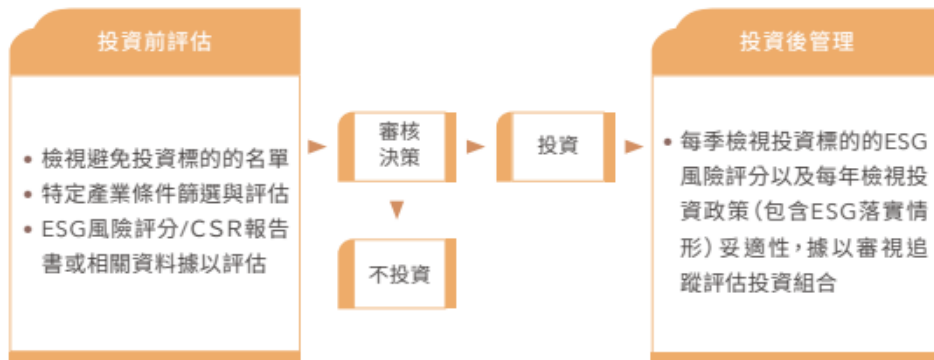 投資前評估
• 檢視避免投資標的的名單
• 特定產業條件篩選與評估
• ESG風險評分/CSR報告
書或相關資料據以評估
審核
決策
不投資
投資
投資後管理
• 每季檢視投資標的的ESG
風險評分以及每年檢視投
資政策(包含ESG落實情
形)妥適性,據以審視追
蹤評估投資組合